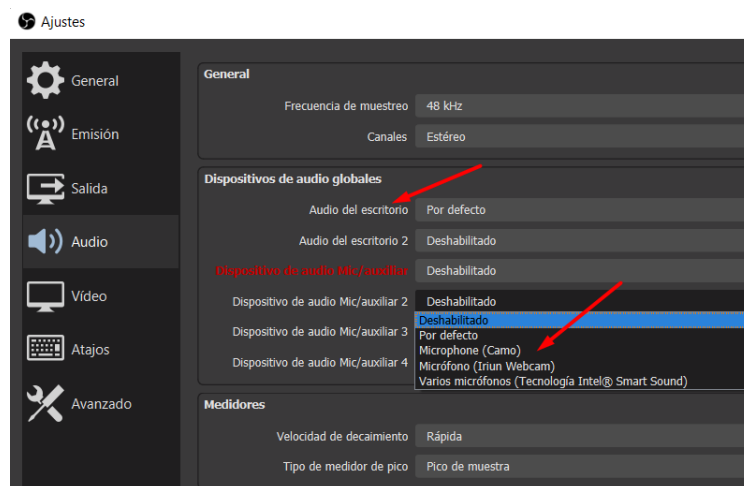 Ajustes
General
Emisión
Salida
Audio
Vídeo
Atajos
Avanzado
General
Frecuencia de muestreo 48 kHz
Canales Estéreo
Dispositivos de audio globales
Audio del escritorio Por defecto
Audio del escritorio 2 Deshabilitado
Dispositivo de audio Mic/auxiliar Deshabilitado
Dispositivo de audio Mic/auxiliar 2 Deshabilitado
Deshabilitado
Por defecto
Microphone (Camo)
Micrófono (Iriun Webcam)
Varios micrófonos (Tecnología Intel® Smart Sound)
Dispositivo de audio Mic/auxiliar 3
Dispositivo de audio Mic/auxiliar 4
Medidores
Velocidad de decaimiento Rápida
Tipo de medidor de pico Pico de muestra